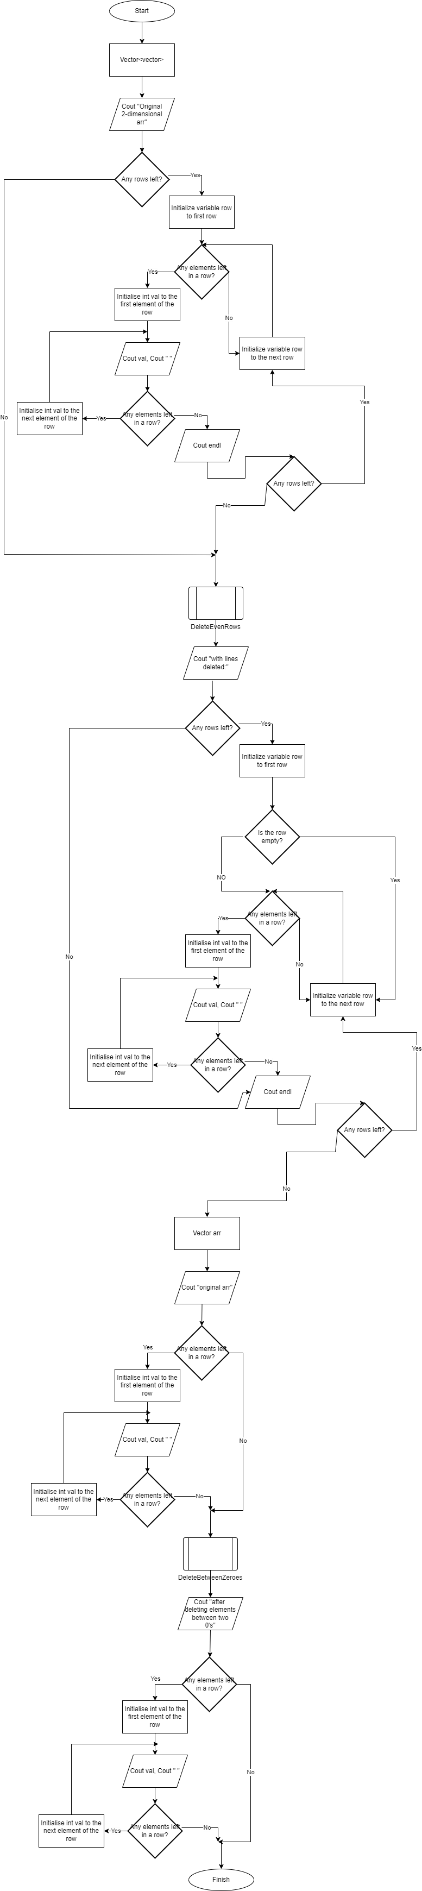 Start
Vector<vector>
Cout "Original
2-dimensional
arr"
Any rows left?
Yes
Initialize variable row
to first row
Any elements left
in a row?
Yes
Initialise int val to the
first element of the
row
No
Cout val, Cout " "
Initialize variable row
to the next row
Initialise int val to the
next element of the
row
Yes
Any elements left
in a row?
No
Yes
No
Cout endl
Any rows left?
No
DeleteEvenRows
Cout "with lines
deleted:"
Any rows left?
Yes
Initialize variable row
to first row
Is the row
empty?
NO
Yes
Any elements left
in a row?
Yes
Initialise int val to the
first element of the
row
No
No
Cout val, Cout " "
Initialize variable row
to the next row
Initialise int val to the
next element of the
row
Yes
Any elements left
in a row?
No
Yes
Cout endl
Any rows left?
No
Vector arr
Cout "original arr"
Any elements left
in a row?
Yes
Initialise int val to the
first element of the
row
Cout val, Cout " "
No
Initialise int val to the
next element of the
row
Yes
Any elements left
in a row?
No
DeleteBetweenZeroes
Cout "after
deleting elements
between two
0's"
Any elements left
in a row?
Yes
Initialise int val to the
first element of the
row
Cout val, Cout " "
No
Initialise int val to the
next element of the
row
Yes
Any elements left
in a row?
No
Finish